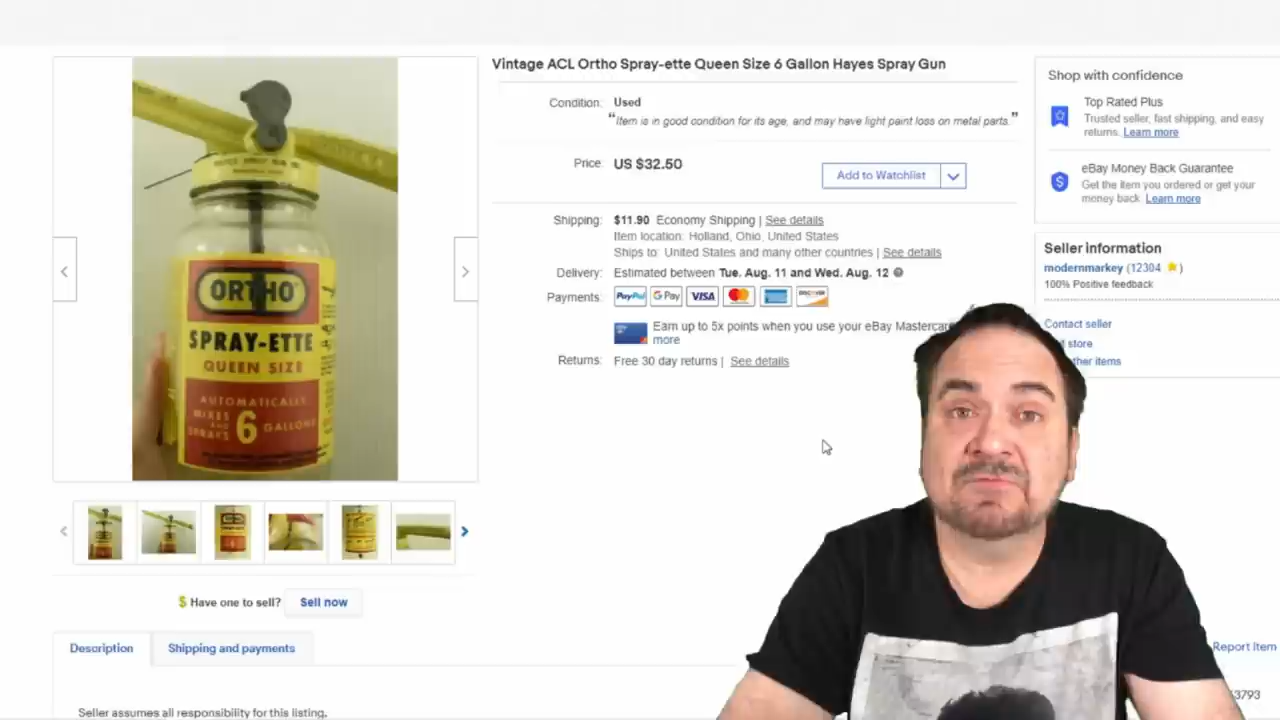 Vintage ACL Ortho Spray-ette Queen Size 6 Gallon Hayes Spray Gun
Condition: Used
"Item is in good condition for its age, and may have light paint loss on metal parts."
Price: US $32.50
Add to Watchlist
Shipping: $11.90 Economy Shipping | See details
Item location: Holland, Ohio, United States
Ships to: United States and many other countries | See details
Delivery: Estimated between Tue. Aug. 11 and Wed. Aug. 12
Payments: PayPal G Pay VISA DISCOVER
Earn up to 5x points when you use your eBay Mastercard
more
Returns: Free 30 day returns | See details
Shop with confidence
Top Rated Plus
Trusted seller, fast shipping, and easy
returns. Learn more
eBay Money Back Guarantee
Get the item you ordered or get your
money back. Learn more
Seller information
modernmarkey (12304 )
100% Positive feedback
Contact seller
store
other items
ORTHO
SPRAY-ETTE
QUEEN SIZE
AUTOMATICALLY
MIXES
AND
SPRAYS
6
GALLONS
$ Have one to sell? Sell now
Description
Shipping and payments
Report item
3793
Seller assumes all responsibility for this listing.